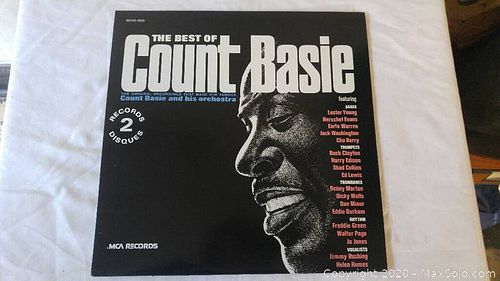 MCA2-4050
THE BEST OF
Count Basie
THE ORIGINAL RECORDINGS THAT MADE HIM FAMOUS
Count Basie and his orchestra
RECORDS
2
DISQUES
featuring
SAXES
Lester Young
Herschel Evans
Earle Warren
Jack Washington
Chu Berry
TRUMPETS
Buck Clayton
Harry Edison
Shad Collins
Ed Lewis
TROMBONES
Benny Morton
Dicky Wells
Dan Minor
Eddie Durham
RHYTHM
Freddie Green
Walter Page
Jo Jones
VOCALISTS
Jimmy Rushing
Helen Humes
MCA RECORDS
Copyright 2020 - MaxSold.com